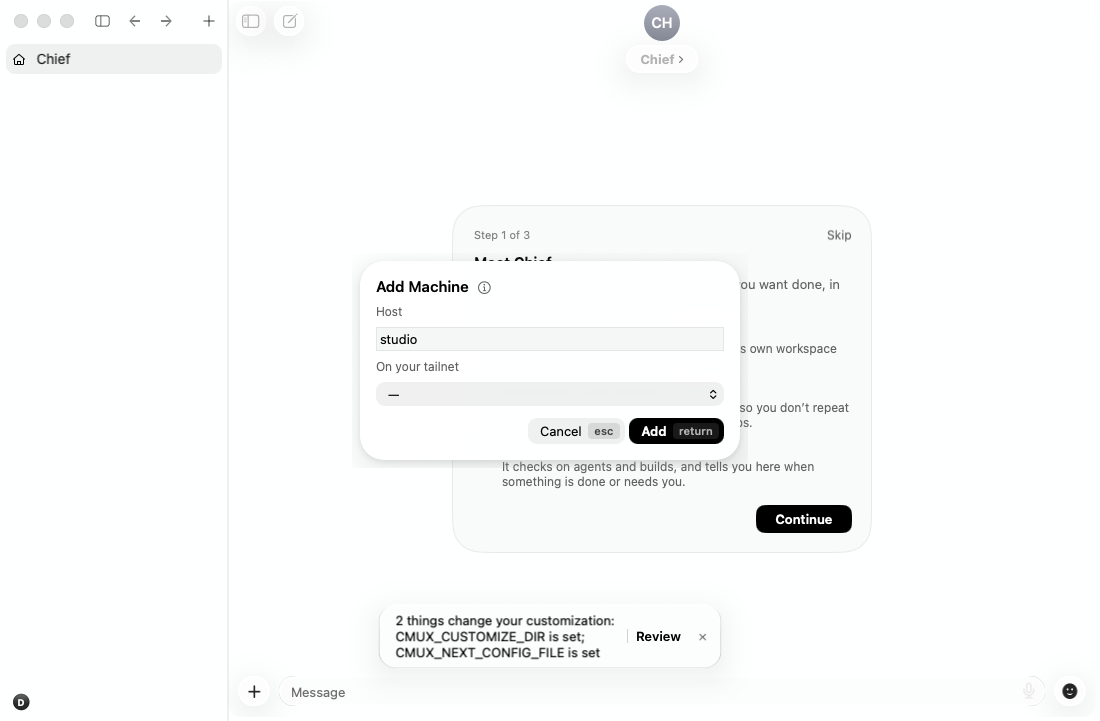 CH
Chief
Chief
Step 1 of 3
Skip
ou want done, in
Add Machine
Host
studio
s own workspace
On your tailnet
—
so you don’t repeat
Cancel esc
Add return
It checks on agents and builds, and tells you here when
something is done or needs you.
Continue
2 things change your customization:
CMUX_CUSTOMIZE_DIR is set;
CMUX_NEXT_CONFIG_FILE is set
Review
Message
D